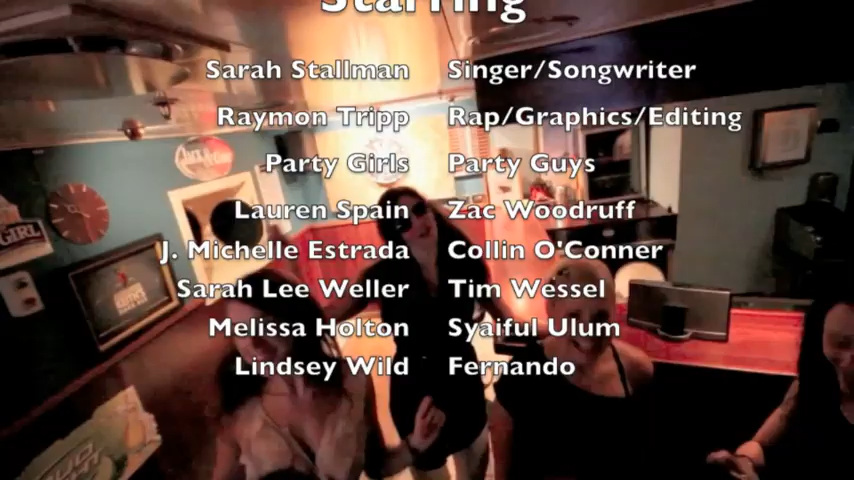 Starring
Sarah Stallman Singer/Songwriter
Raymon Tripp Rap/Graphics/Editing
Party Girls Party Guys
Lauren Spain Zac Woodruff
J. Michelle Estrada Collin O'Conner
Sarah Lee Weller Tim Wessel
Melissa Holton Syaiful Ulum
Lindsey Wild Fernando
GIRL